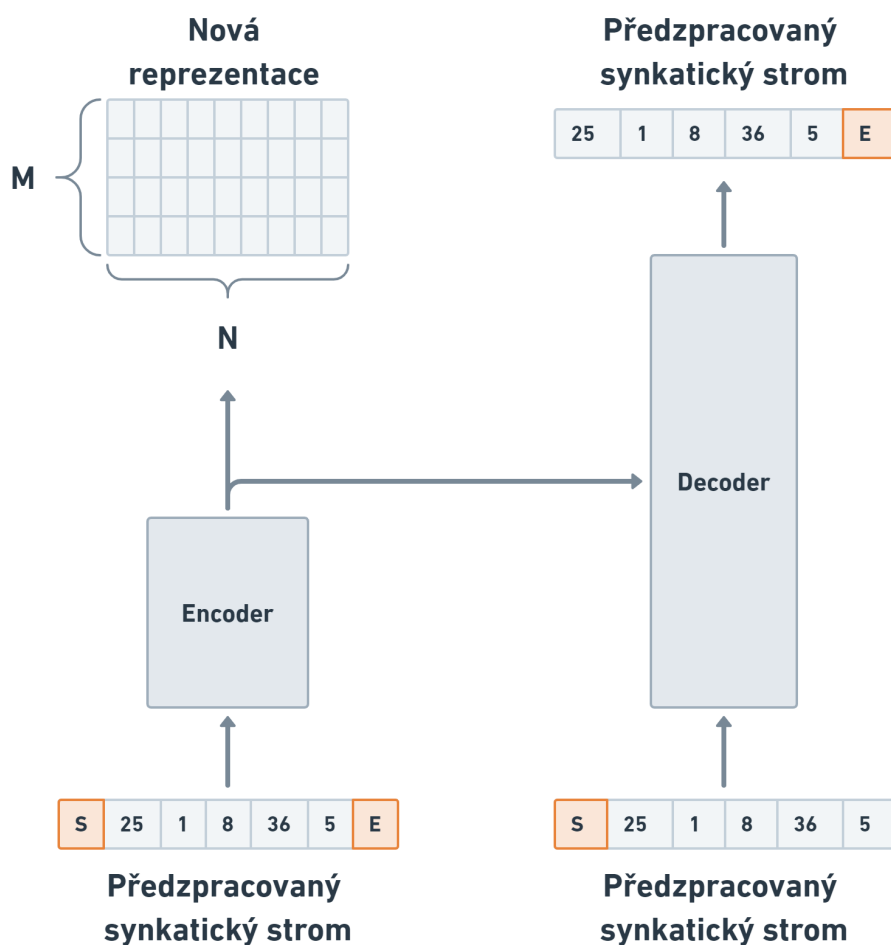 Nová
reprezentace
M
N
Encoder
S 25 1 8 36 5 E
Předzpracovaný
synkatický strom
Předzpracovaný
synkatický strom
25 1 8 36 5 E
Decoder
S 25 1 8 36 5
Předzpracovaný
synkatický strom